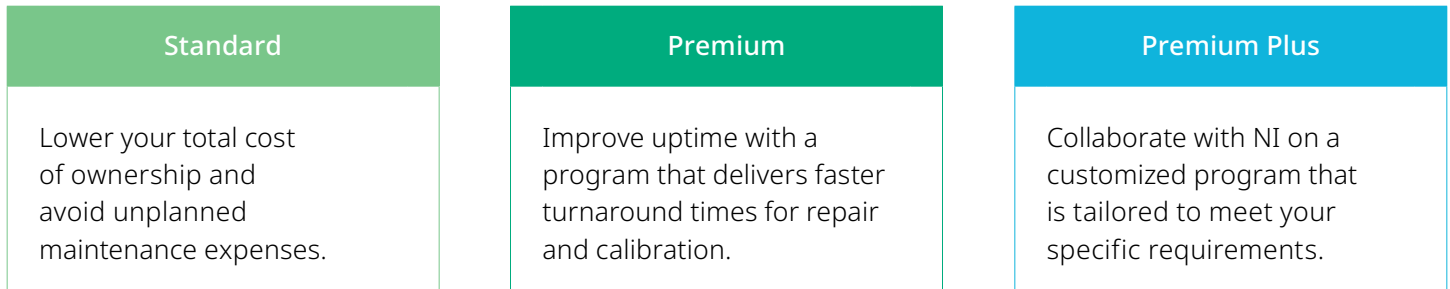 Standard
Lower your total cost
of ownership and
avoid unplanned
maintenance expenses.
Premium
Improve uptime with a
program that delivers faster
turnaround times for repair
and calibration.
Premium Plus
Collaborate with NI on a
customized program that
is tailored to meet your
specific requirements.